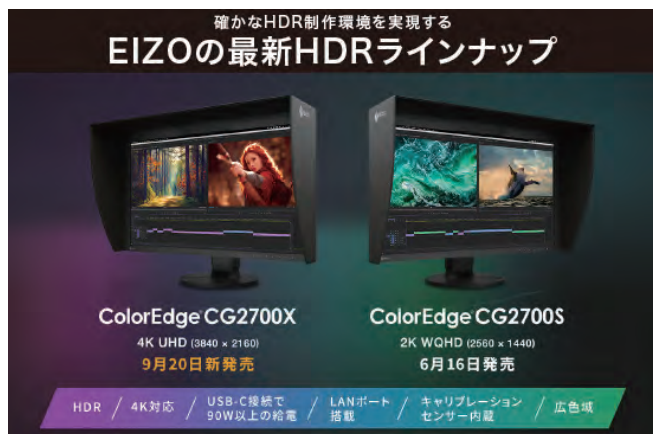 確かなHDR制作環境を実現する
EIZOの最新HDRラインナップ
ColorEdge CG2700X
4K UHD (3840 × 2160)
9月20日新発売
ColorEdge CG2700S
2K WQHD (2560 × 1440)
6月16日発売
HDR / 4K対応 / USB-C接続で
90W以上の給電 / LANポート
搭載 / キャリブレーション
センサー内蔵 / 広色域